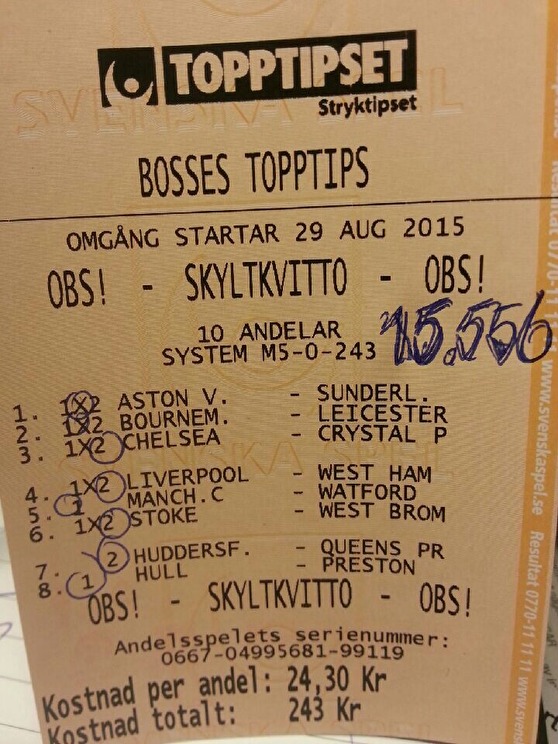 TOPPTIPSET
Stryktipset
BOSSES TOPPTIPS
OMGÅNG STARTAR 29 AUG 2015
OBS! - SKYLTKVITTO - OBS!
10 ANDELAR
SYSTEM M5-0-243 15.556
1. 1X2 ASTON V. - SUNDERL.
2. 1X2 BOURNEM. - LEICESTER
3. 1X2 CHELSEA - CRYSTAL P
4. 1X2 LIVERPOOL - WEST HAM
5. 1 MANCH.C - WATFORD
6. 1X2 STOKE - WEST BROM
7. 2 HUDDERSF. - QUEENS PR
8. 1 HULL - PRESTON
OBS! - SKYLTKVITTO - OBS!
Andelsspelets serienummer:
0667-04995681-99119
Kostnad per andel: 24,30 Kr
Kostnad totalt: 243 Kr
www.svenskaspel.se Resultat 0770-11 11 11